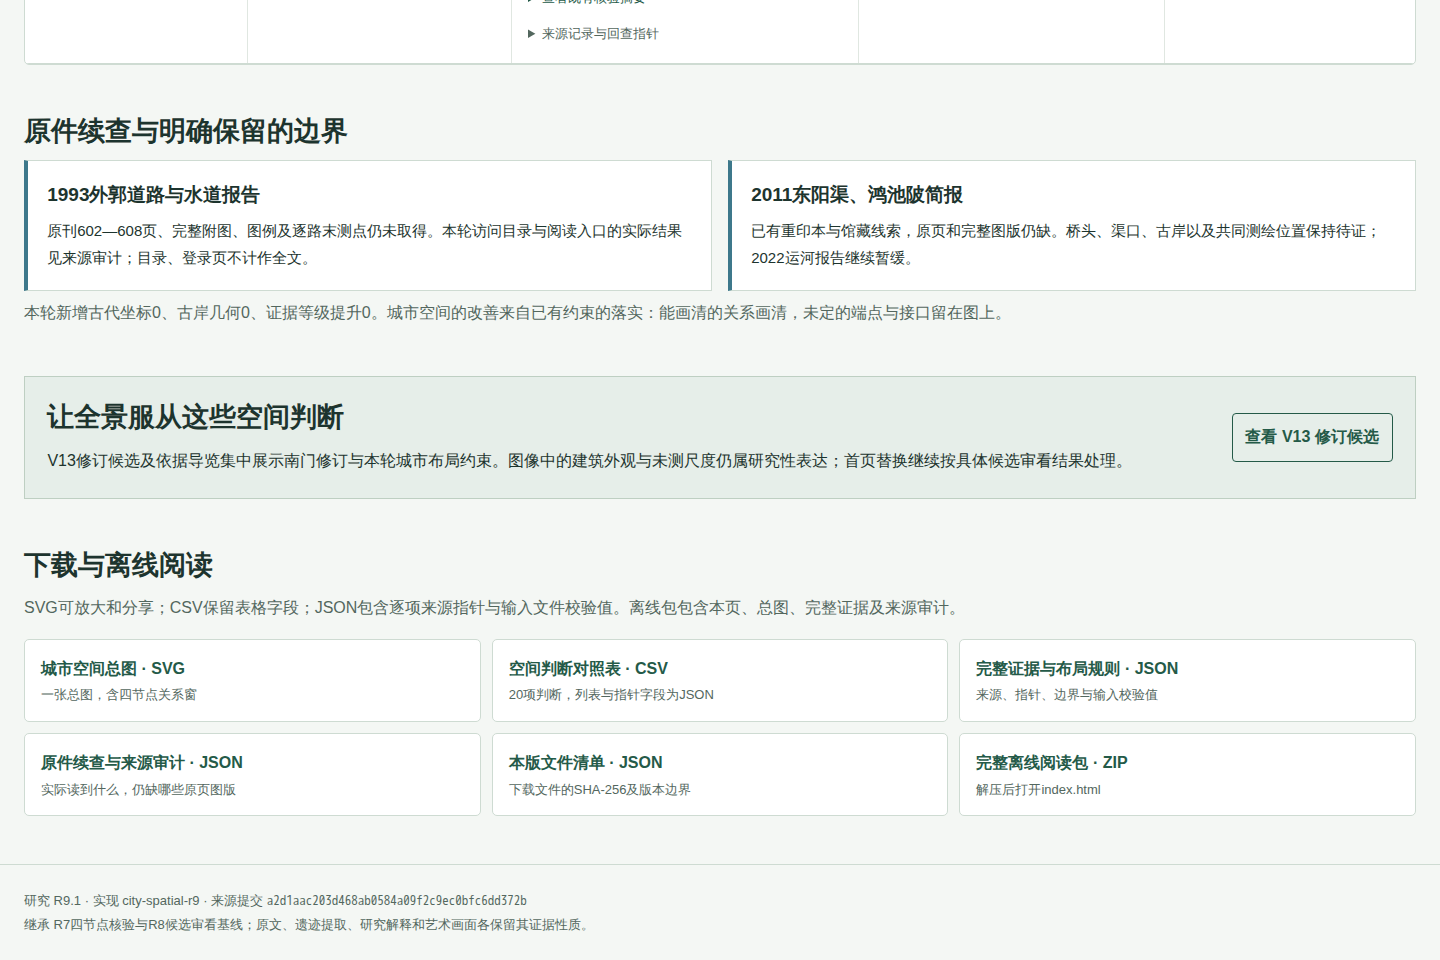 来源记录与回查指针
原件续查与明确保留的边界
1993外郭道路与水道报告
原刊602—608页、完整附图、图例及逐路末测点仍未取得。本轮访问目录与阅读入口的实际结果
见来源审计；目录、登录页不计作全文。
2011东阳渠、鸿池陂简报
已有重印本与馆藏线索，原页和完整图版仍缺。桥头、渠口、古岸以及共同测绘位置保持待证；
2022运河报告继续暂缓。
本轮新增古代坐标0、古岸几何0、证据等级提升0。城市空间的改善来自已有约束的落实：能画清的关系画清，未定的端点与接口留在图上。
让全景服从这些空间判断
V13修订候选及依据导览集中展示南门修订与本轮城市布局约束。图像中的建筑外观与未测尺度仍属研究性表达；首页替换继续按具体候选审看结果处理。
查看 V13 修订候选
下载与离线阅读
SVG可放大和分享；CSV保留表格字段；JSON包含逐项来源指针与输入文件校验值。离线包包含本页、总图、完整证据及来源审计。
城市空间总图 · SVG
一张总图，含四节点关系窗
空间判断对照表 · CSV
20项判断，列表与指针字段为JSON
完整证据与布局规则 · JSON
来源、指针、边界与输入校验值
原件续查与来源审计 · JSON
实际读到什么，仍缺哪些原页图版
本版文件清单 · JSON
下载文件的SHA-256及版本边界
完整离线阅读包 · ZIP
解压后打开index.html
研究 R9.1 · 实现 city-spatial-r9 · 来源提交 a2d1aac203d468ab0584a09f2c9ec0bfc6dd372b
继承 R7四节点核验与R8候选审看基线；原文、遗迹提取、研究解释和艺术画面各保留其证据性质。